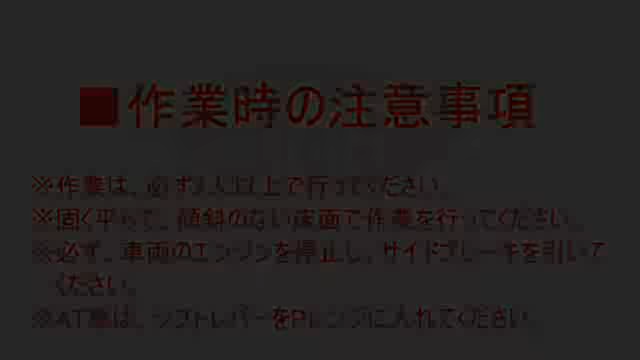 ■作業時の注意事項
※作業は、必ず2人以上で行ってください。
※固く平らで、傾斜のない床面で作業を行ってください。
※必ず、車両のエンジンを停止し、サイドブレーキを引いて
ください。
※AT車は、シフトレバーをPレンジに入れてください。